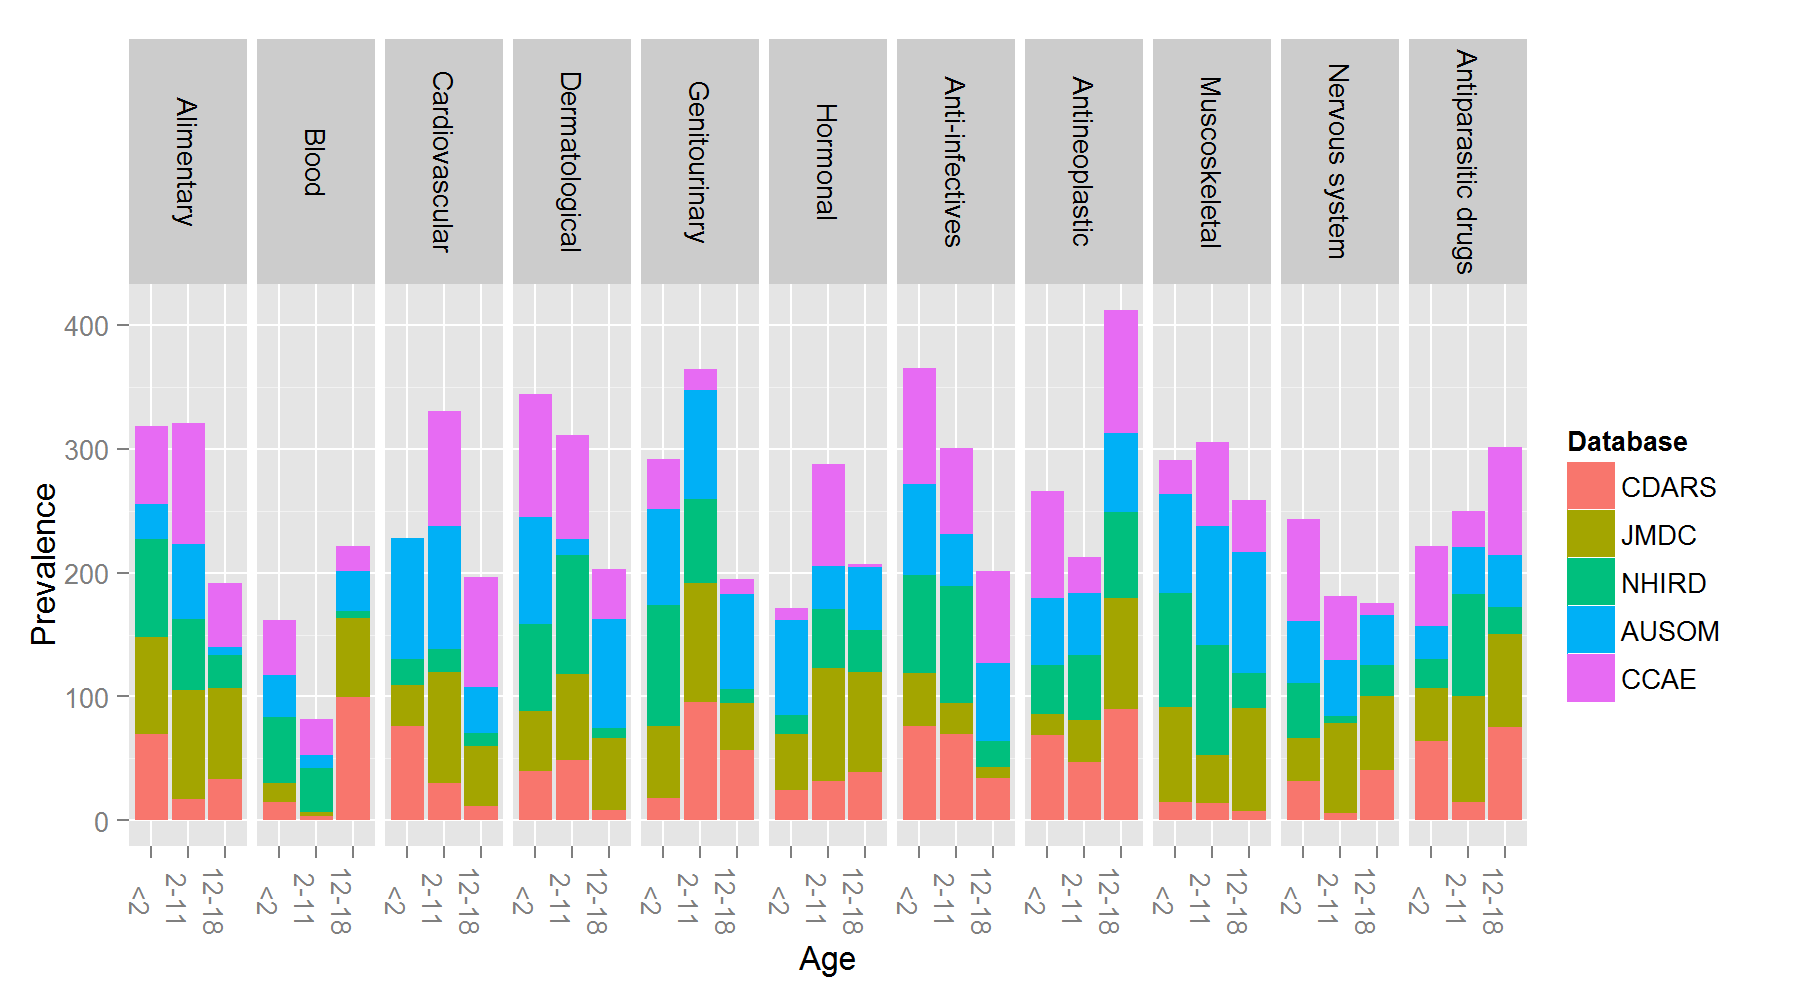 Alimentary
Blood
Cardiovascular
Dermatological
Genitourinary
Hormonal
Anti-infectives
Antineoplastic
Muscoskeletal
Nervous system
Antiparasitic drugs
400
300
200
100
0
Prevalence
<2
2-11
12-18
<2
2-11
12-18
<2
2-11
12-18
<2
2-11
12-18
<2
2-11
12-18
<2
2-11
12-18
<2
2-11
12-18
<2
2-11
12-18
<2
2-11
12-18
<2
2-11
12-18
<2
2-11
12-18
Age
Database
CDARS
JMDC
NHIRD
AUSOM
CCAE